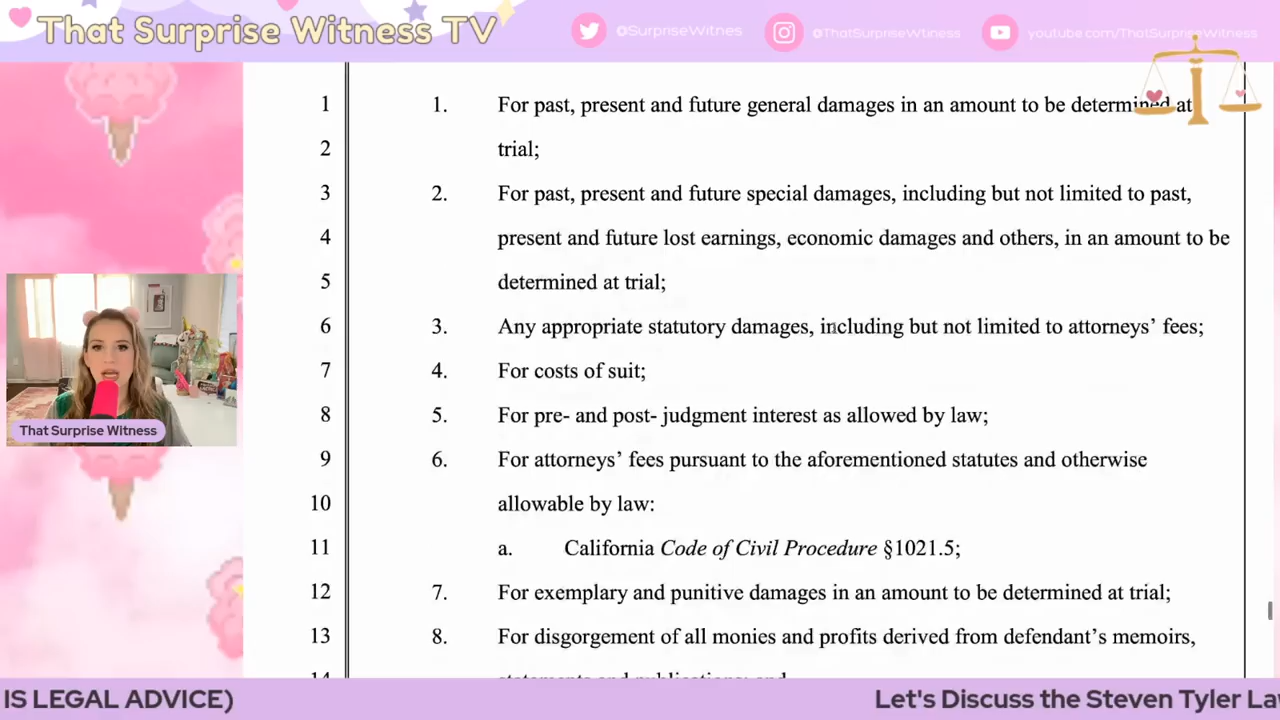 That Surprise Witness TV
@SurpriseWitnes
@ThatSurpriseWtiness
youtube.com/ThatSurpriseWitness
1 1. For past, present and future general damages in an amount to be determined at
2 trial;
3 2. For past, present and future special damages, including but not limited to past,
4 present and future lost earnings, economic damages and others, in an amount to be
5 determined at trial;
6 3. Any appropriate statutory damages, including but not limited to attorneys’ fees;
7 4. For costs of suit;
8 5. For pre- and post- judgment interest as allowed by law;
9 6. For attorneys’ fees pursuant to the aforementioned statutes and otherwise
10 allowable by law:
11 a. California Code of Civil Procedure §1021.5;
12 7. For exemplary and punitive damages in an amount to be determined at trial;
13 8. For disgorgement of all monies and profits derived from defendant’s memoirs,
That Surprise Witness
IS LEGAL ADVICE) Let's Discuss the Steven Tyler